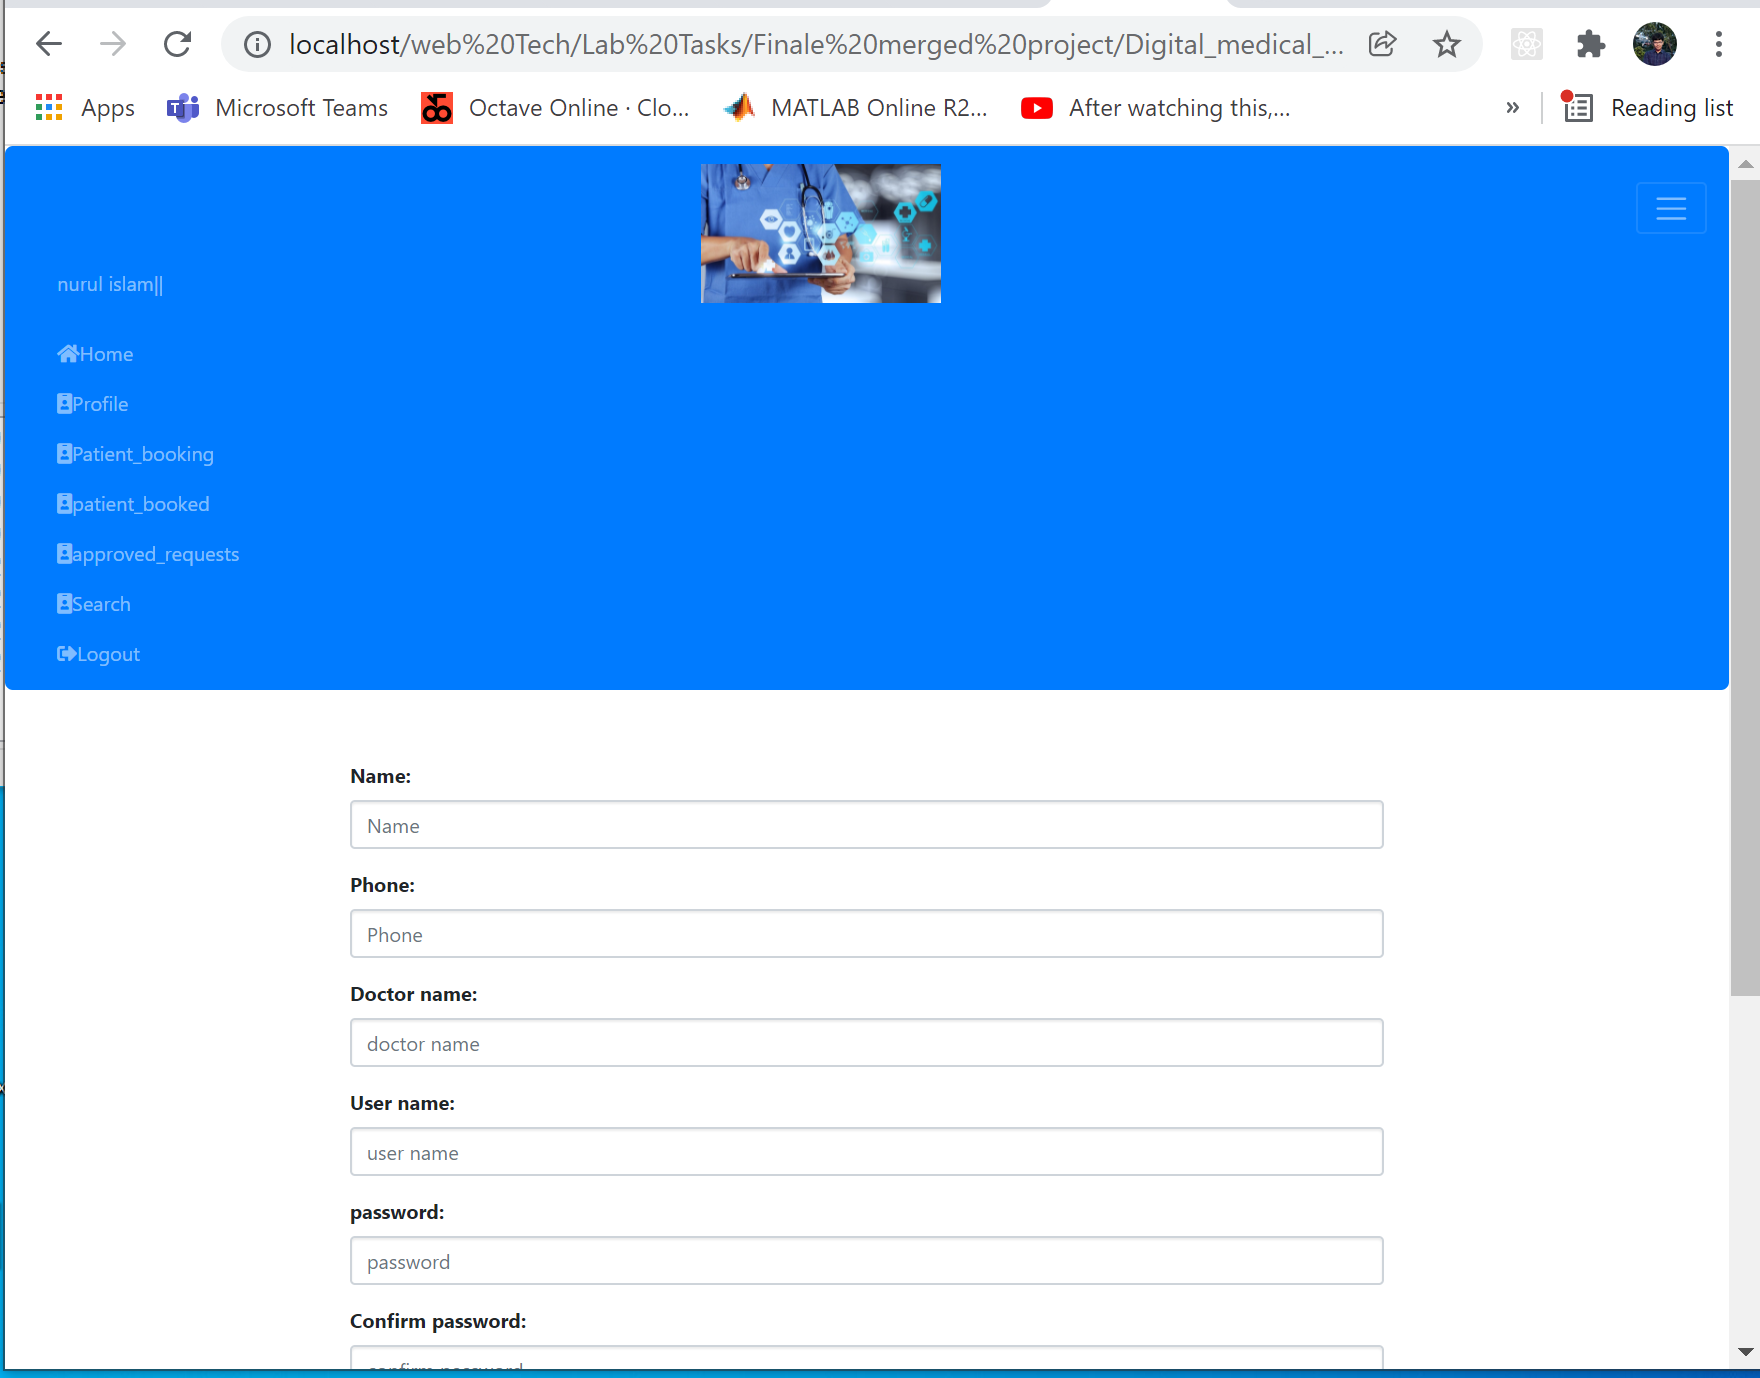 localhost/web%20Tech/Lab%20Tasks/Finale%20merged%20project/Digital_medical_...
Apps Microsoft Teams Octave Online · Clo... MATLAB Online R2... After watching this,... » Reading list
nurul islam||
Home
Profile
Patient_booking
patient_booked
approved_requests
Search
Logout
Name:
Name
Phone:
Phone
Doctor name:
doctor name
User name:
user name
password:
password
Confirm password:
confirm password